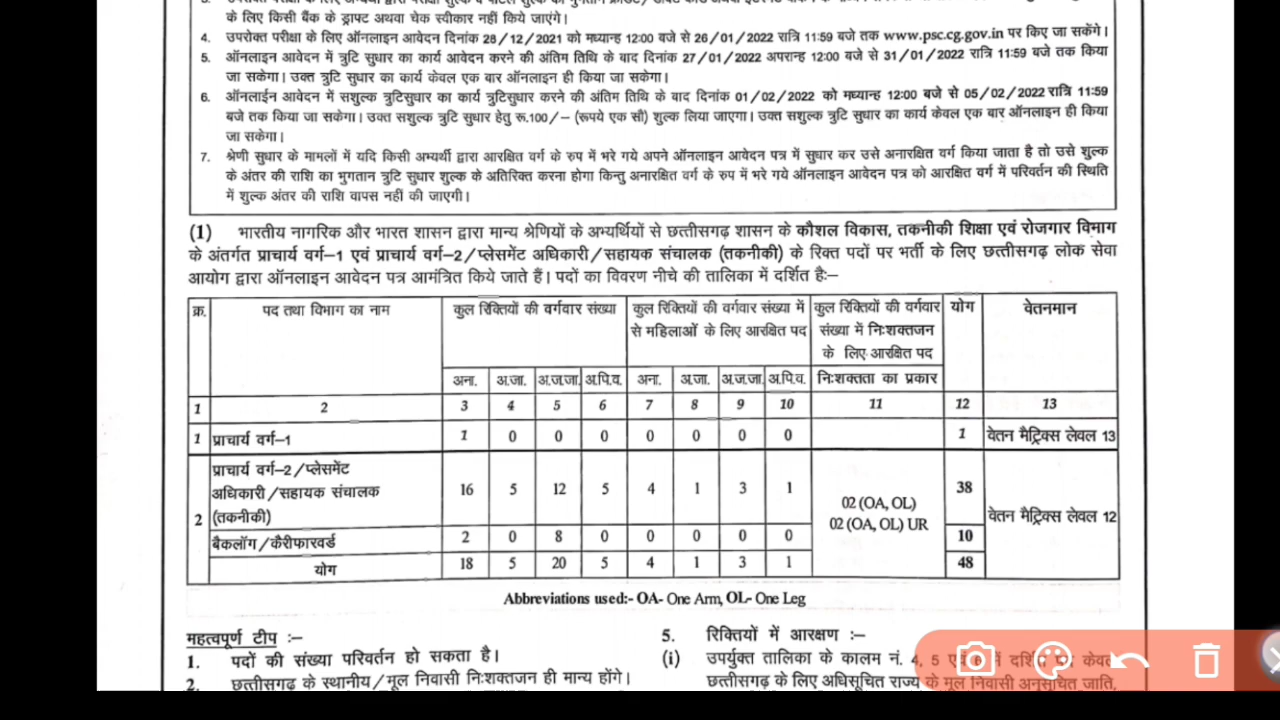 के लिए किसी बैंक के ड्राफ्ट अथवा चेक स्वीकार नहीं किये जाएंगे।
4. उपरोक्त परीक्षा के लिए ऑनलाइन आवेदन दिनांक 28/12/2021 को मध्यान्ह 12:00 बजे से 26/01/2022 रात्रि 11:59 बजे तक www.psc.cg.gov.in पर किए जा सकेंगे।
5. ऑनलाइन आवेदन में त्रुटि सुधार का कार्य आवेदन करने की अंतिम तिथि के बाद दिनांक 27/01/2022 अपरान्ह 12:00 बजे से 31/01/2022 रात्रि 11:59 बजे तक किया
जा सकेगा। उक्त त्रुटि सुधार का कार्य केवल एक बार ऑनलाइन ही किया जा सकेगा।
6. ऑनलाईन आवेदन में सशुल्क त्रुटिसुधार का कार्य त्रुटिसुधार करने की अंतिम तिथि के बाद दिनांक 01/02/2022 को मध्यान्ह 12:00 बजे से 05/02/2022 रात्रि 11:59
बजे तक किया जा सकेगा। उक्त सशुल्क त्रुटि सुधार हेतु रू.100/– (रूपये एक सौ) शुल्क लिया जाएगा। उक्त सशुल्क त्रुटि सुधार का कार्य केवल एक बार ऑनलाइन ही किया
जा सकेगा।
7. श्रेणी सुधार के मामलों में यदि किसी अभ्यर्थी द्वारा आरक्षित वर्ग के रुप में भरे गये अपने ऑनलाइन आवेदन पत्र में सुधार कर उसे अनारक्षित वर्ग किया जाता है तो उसे शुल्क
के अंतर की राशि का भुगतान त्रुटि सुधार शुल्क के अतिरिक्त करना होगा किन्तु अनारक्षित वर्ग के रुप में भरे गये ऑनलाइन आवेदन पत्र को आरक्षित वर्ग में परिवर्तन की स्थिति
में शुल्क अंतर की राशि वापस नहीं की जाएगी।
(1) भारतीय नागरिक और भारत शासन द्वारा मान्य श्रेणियों के अभ्यर्थियों से छत्तीसगढ़ शासन के कौशल विकास, तकनीकी शिक्षा एवं रोजगार विभाग
के अंतर्गत प्राचार्य वर्ग–1 एवं प्राचार्य वर्ग–2/प्लेसमेंट अधिकारी/सहायक संचालक (तकनीकी) के रिक्त पदों पर भर्ती के लिए छत्तीसगढ़ लोक सेवा
आयोग द्वारा ऑनलाइन आवेदन पत्र आमंत्रित किये जाते हैं। पदों का विवरण नीचे की तालिका में दर्शित है:–
क्र. पद तथा विभाग का नाम कुल रिक्तियों की वर्गवार संख्या कुल रिक्तियों की वर्गवार संख्या में कुल रिक्तियों की वर्गवार योग वेतनमान
से महिलाओं के लिए आरक्षित पद संख्या में निःशक्तजन
के लिए आरक्षित पद
अना. अ.जा. अ.ज.जा. अ.पि.व. अना. अ.जा. अ.ज.जा. अ.पि.व. निःशक्तता का प्रकार
1 2 3 4 5 6 7 8 9 10 11 12 13
1 प्राचार्य वर्ग–1 1 0 0 0 0 0 0 0 1 वेतन मैट्रिक्स लेवल 13
प्राचार्य वर्ग–2/प्लेसमेंट
अधिकारी/सहायक संचालक 16 5 12 5 4 1 3 1 02 (OA, OL) 38
2 (तकनीकी) 02 (OA, OL) UR वेतन मैट्रिक्स लेवल 12
बैकलॉग/कैरीफारवर्ड 2 0 8 0 0 0 0 0 10
योग 18 5 20 5 4 1 3 1 48
Abbreviations used:- OA- One Arm, OL- One Leg
महत्वपूर्ण टीप :–
1. पदों की संख्या परिवर्तन हो सकता है।
2. छत्तीसगढ़ के स्थानीय/मूल निवासी निःशक्तजन ही मान्य होंगे।
5. रिक्तियों में आरक्षण :–
(i) उपर्युक्त तालिका के कालम नं. 4, 5 एवं 6 में केवल
छत्तीसगढ़ के लिए अधिसूचित राज्य के मूल निवासी अनुसूचित जाति,